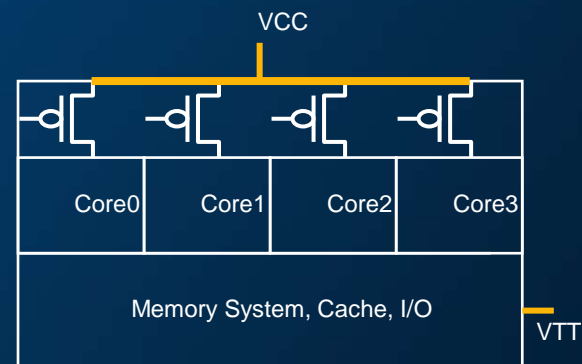 VCC
Core0 Core1 Core2 Core3
Memory System, Cache, I/O
VTT